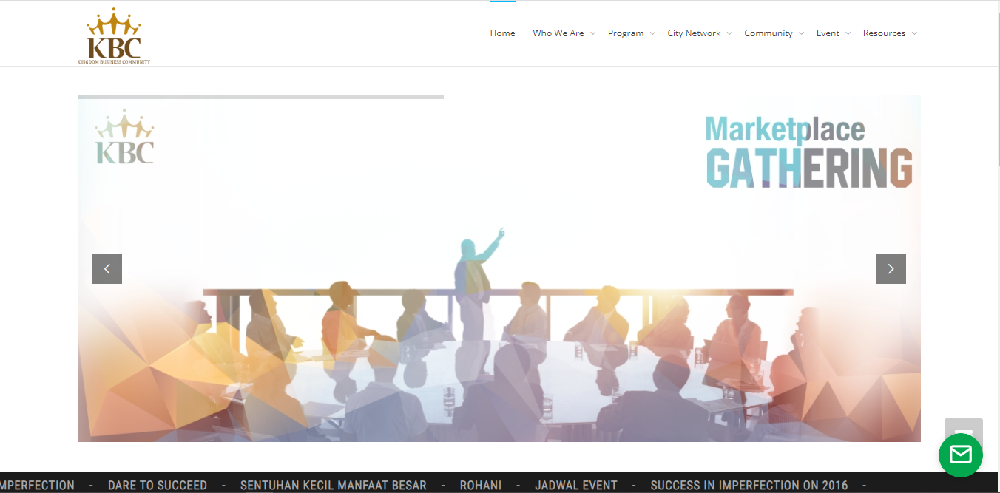 KBC
KINGDOM BUSINESS COMMUNITY
Home Who We Are Program City Network Community Event Resources
KBC
Marketplace
GATHERING
MPERFECTION - DARE TO SUCCEED - SENTUHAN KECIL MANFAAT BESAR - ROHANI - JADWAL EVENT - SUCCESS IN IMPERFECTION ON 2016 -